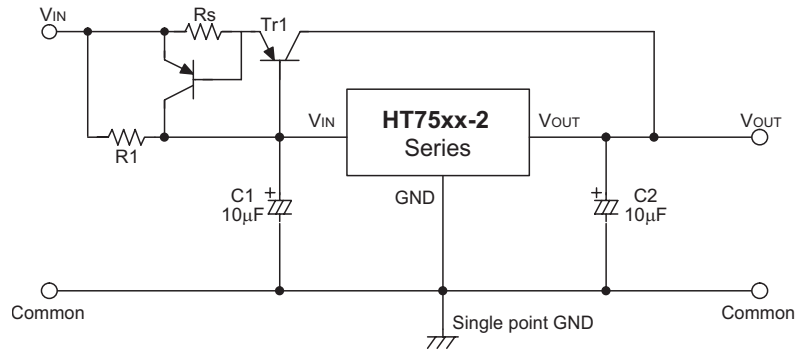 VIN
Rs
Tr1
R1
VIN
HT75xx-2
Series
VOUT
VOUT
GND
C1
10µF
+
C2
10µF
+
Common
Common
Single point GND